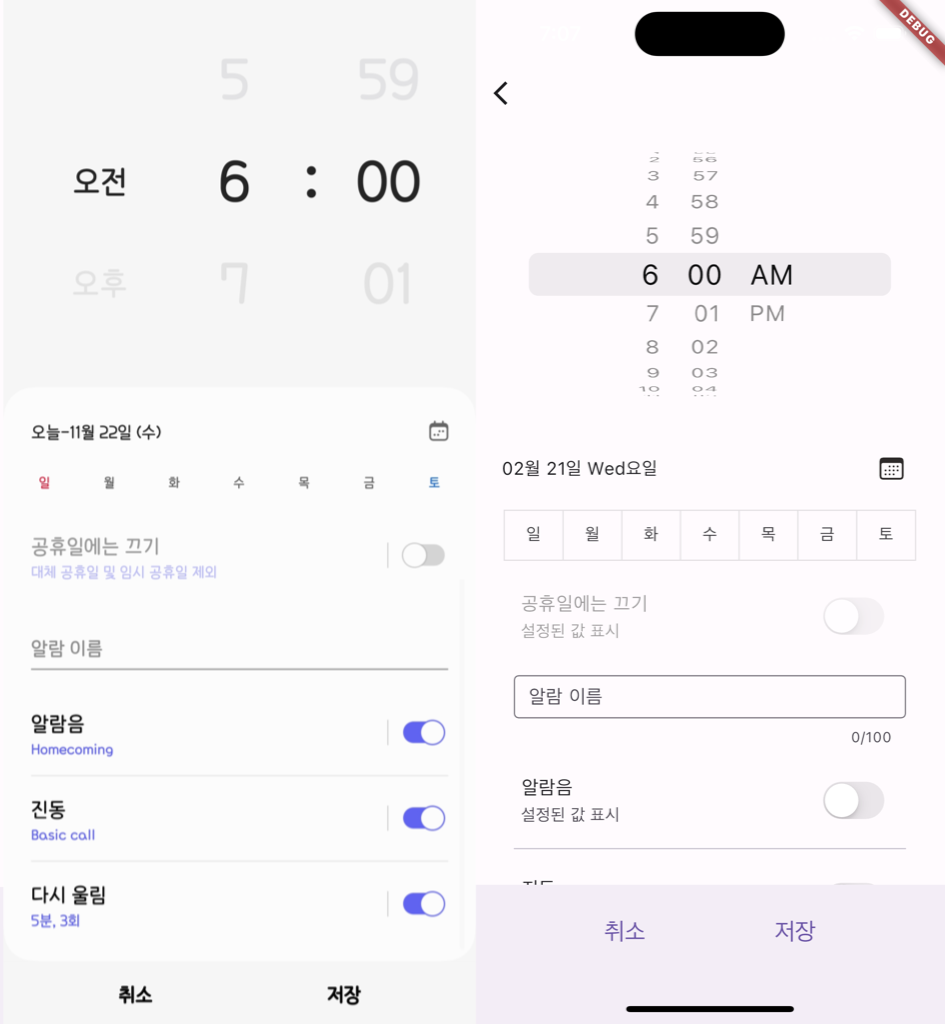 5 59
오전 6 : 00
오후 7 01
오늘-11월 22일 (수)
일 월 화 수 목 금 토
공휴일에는 끄기
대체 공휴일 및 임시 공휴일 제외
알람 이름
알람음
Homecoming
진동
Basic call
다시 울림
5분, 3회
취소 저장
DEBUG
2 56
3 57
4 58
5 59
6 00 AM
7 01 PM
8 02
9 03
10 04
02월 21일 Wed요일
일 월 화 수 목 금 토
공휴일에는 끄기
설정된 값 표시
알람 이름
0/100
알람음
설정된 값 표시
취소 저장